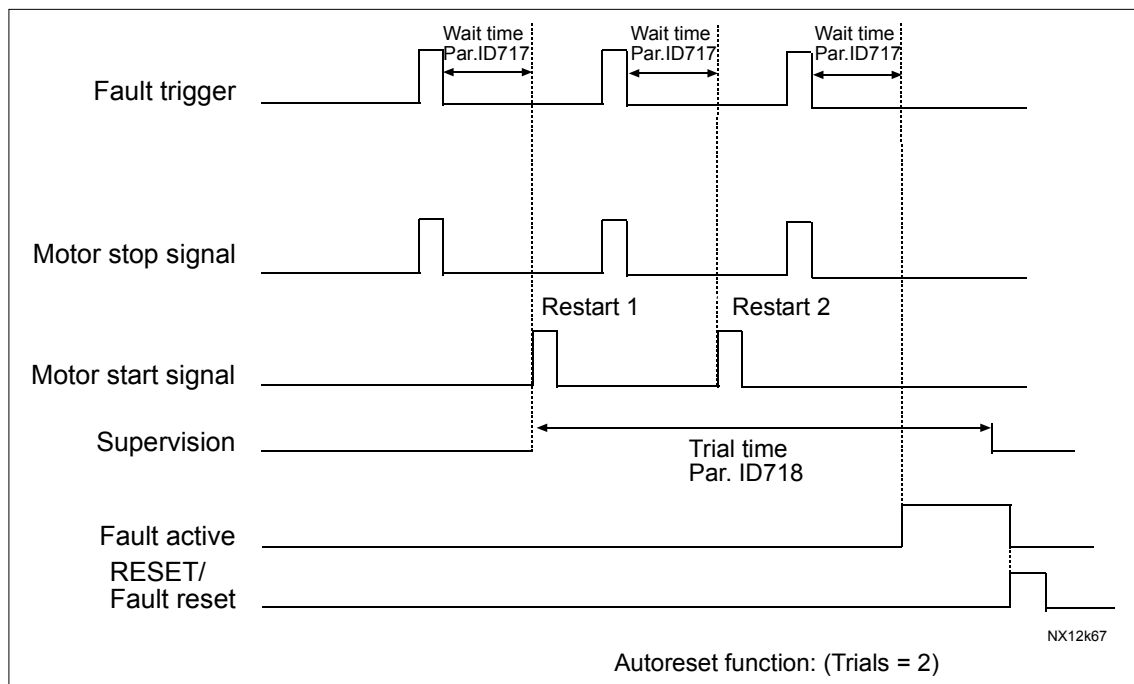 Wait time
Par.ID717
Wait time
Par.ID717
Wait time
Par.ID717
Fault trigger
Motor stop signal
Restart 1
Restart 2
Motor start signal
Supervision
Trial time
Par. ID718
Fault active
RESET/
Fault reset
NX12k67
Autoreset function: (Trials = 2)